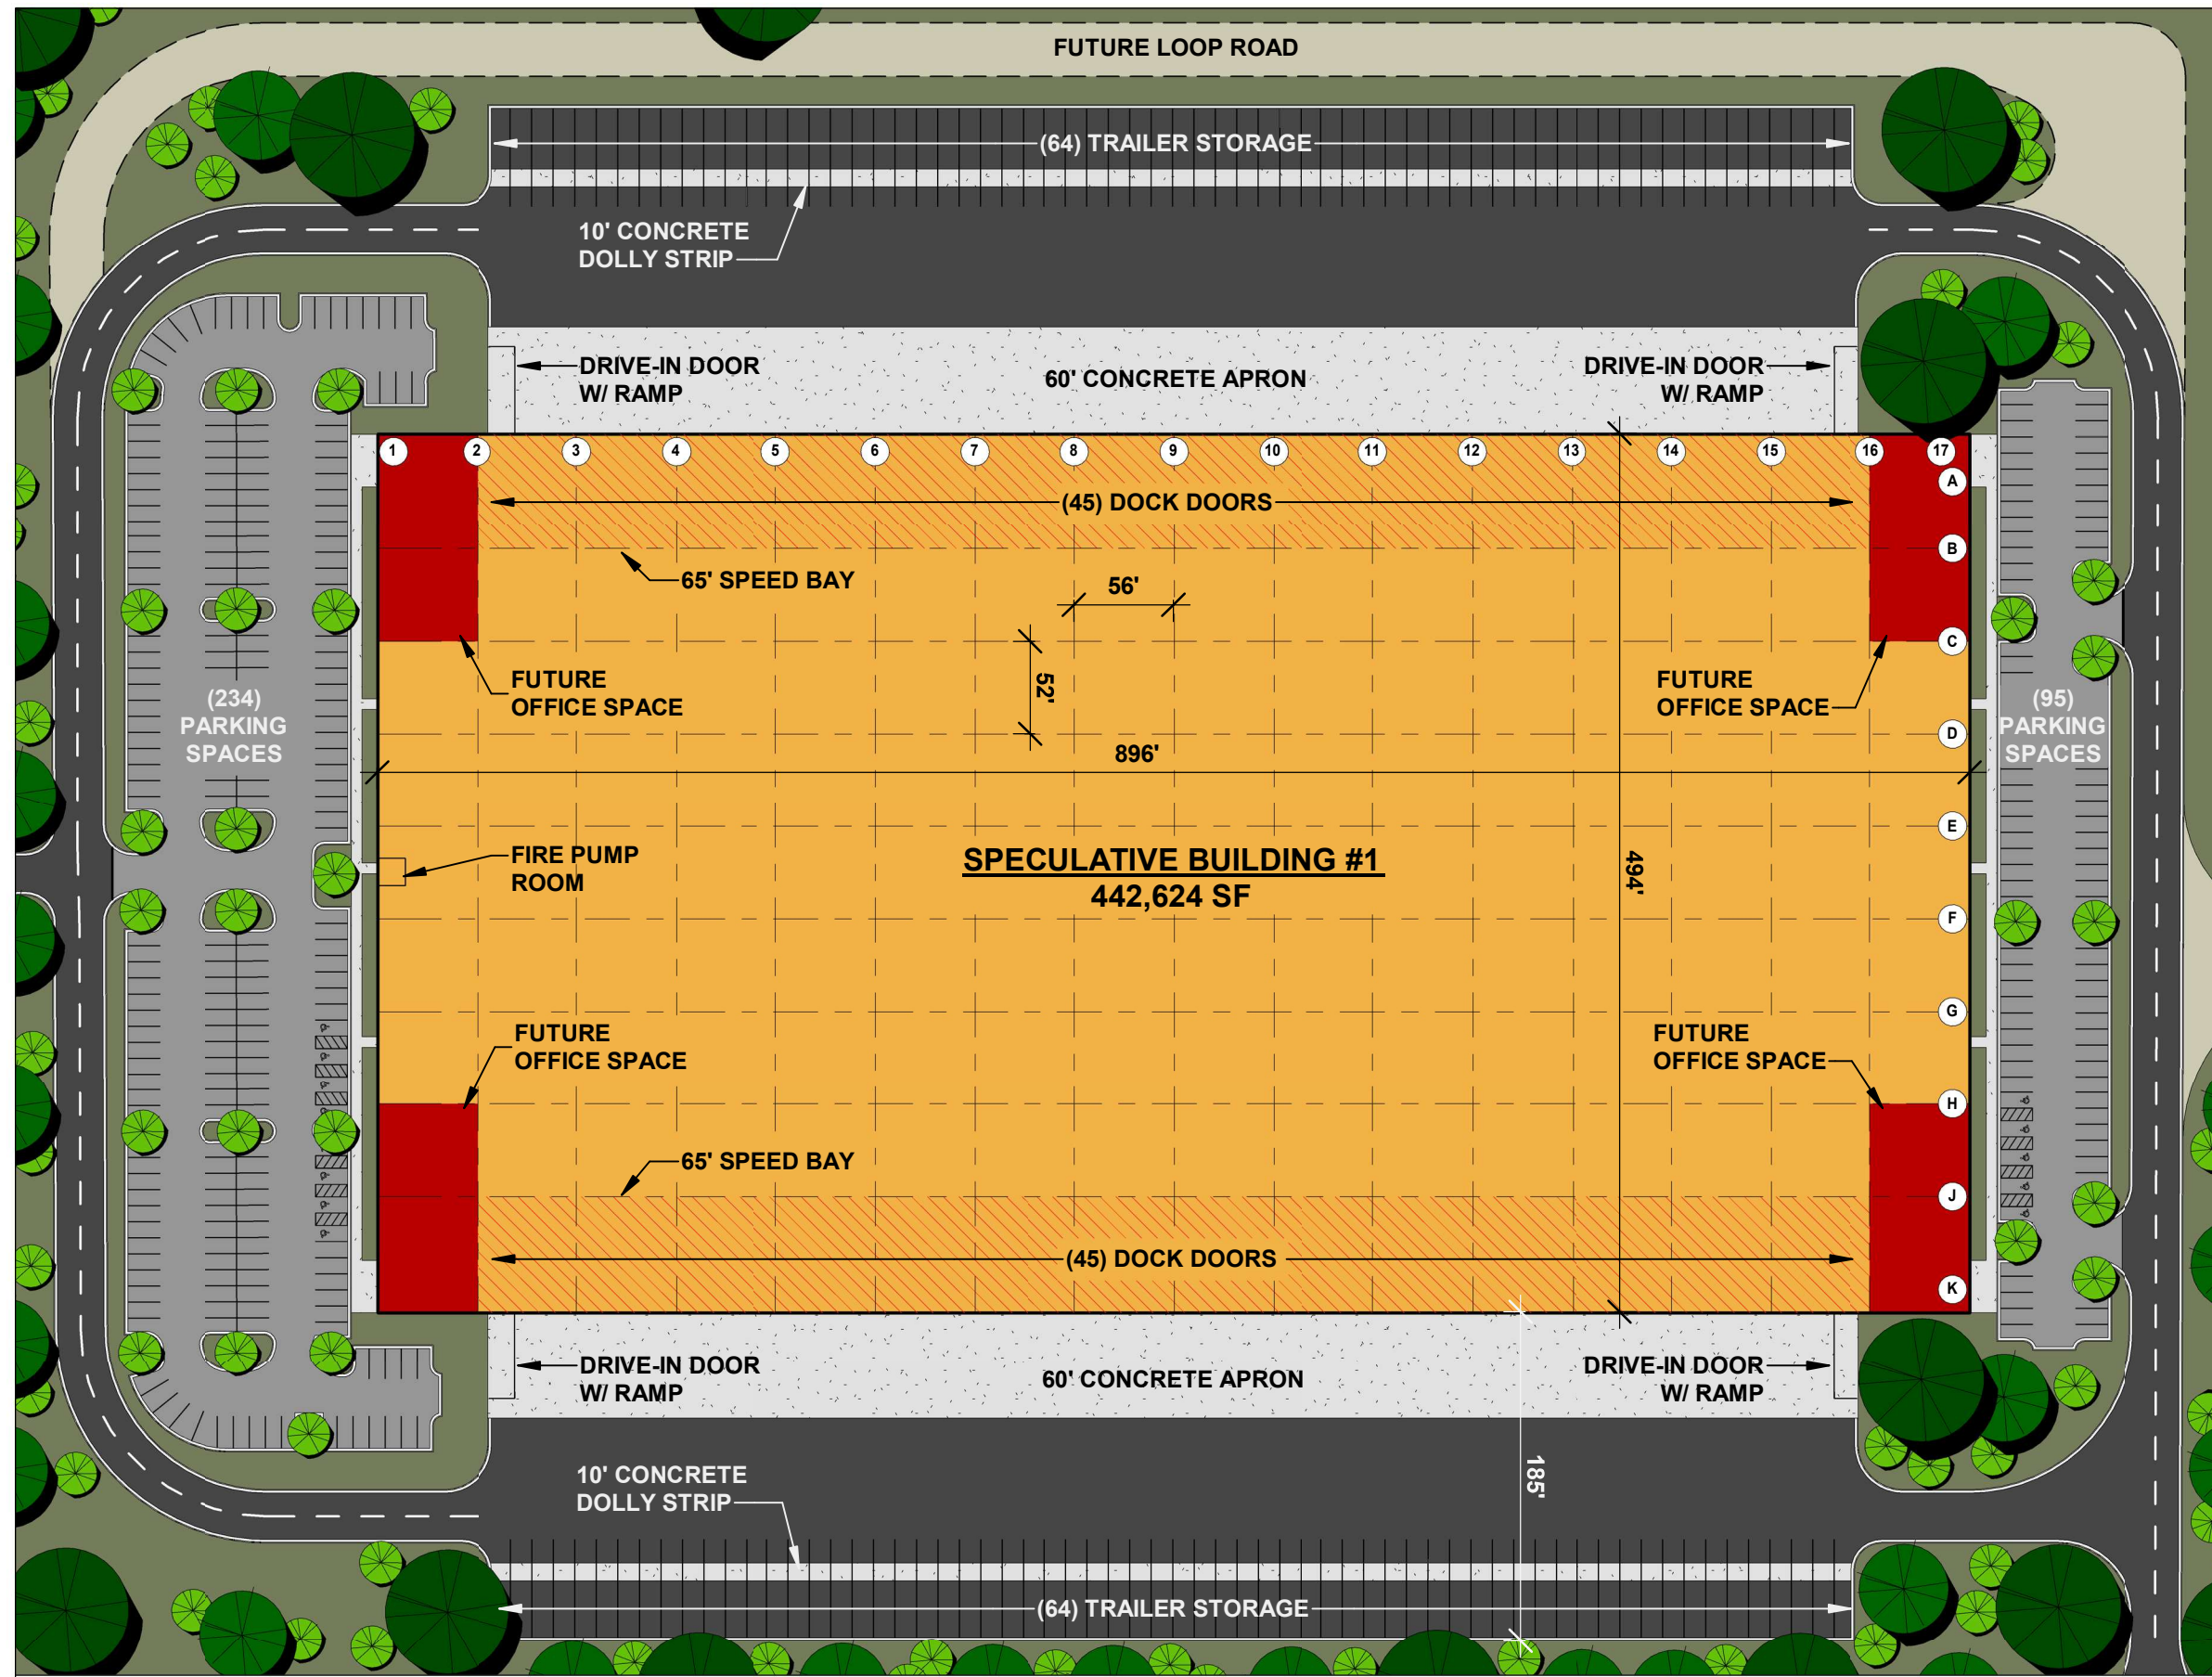 FUTURE LOOP ROAD
(64) TRAILER STORAGE
10' CONCRETE
DOLLY STRIP
DRIVE-IN DOOR
W/ RAMP
60' CONCRETE APRON
DRIVE-IN DOOR
W/ RAMP
1 2 3 4 5 6 7 8 9 10 11 12 13 14 15 16 17
A
(45) DOCK DOORS
B
65' SPEED BAY
56'
C
FUTURE
OFFICE SPACE
52'
FUTURE
OFFICE SPACE
(234)
PARKING
SPACES
(95)
PARKING
SPACES
D
896'
E
FIRE PUMP
ROOM
SPECULATIVE BUILDING #1
442,624 SF
494'
F
G
FUTURE
OFFICE SPACE
FUTURE
OFFICE SPACE
H
65' SPEED BAY
J
(45) DOCK DOORS
K
DRIVE-IN DOOR
W/ RAMP
60' CONCRETE APRON
DRIVE-IN DOOR
W/ RAMP
10' CONCRETE
DOLLY STRIP
185'
(64) TRAILER STORAGE